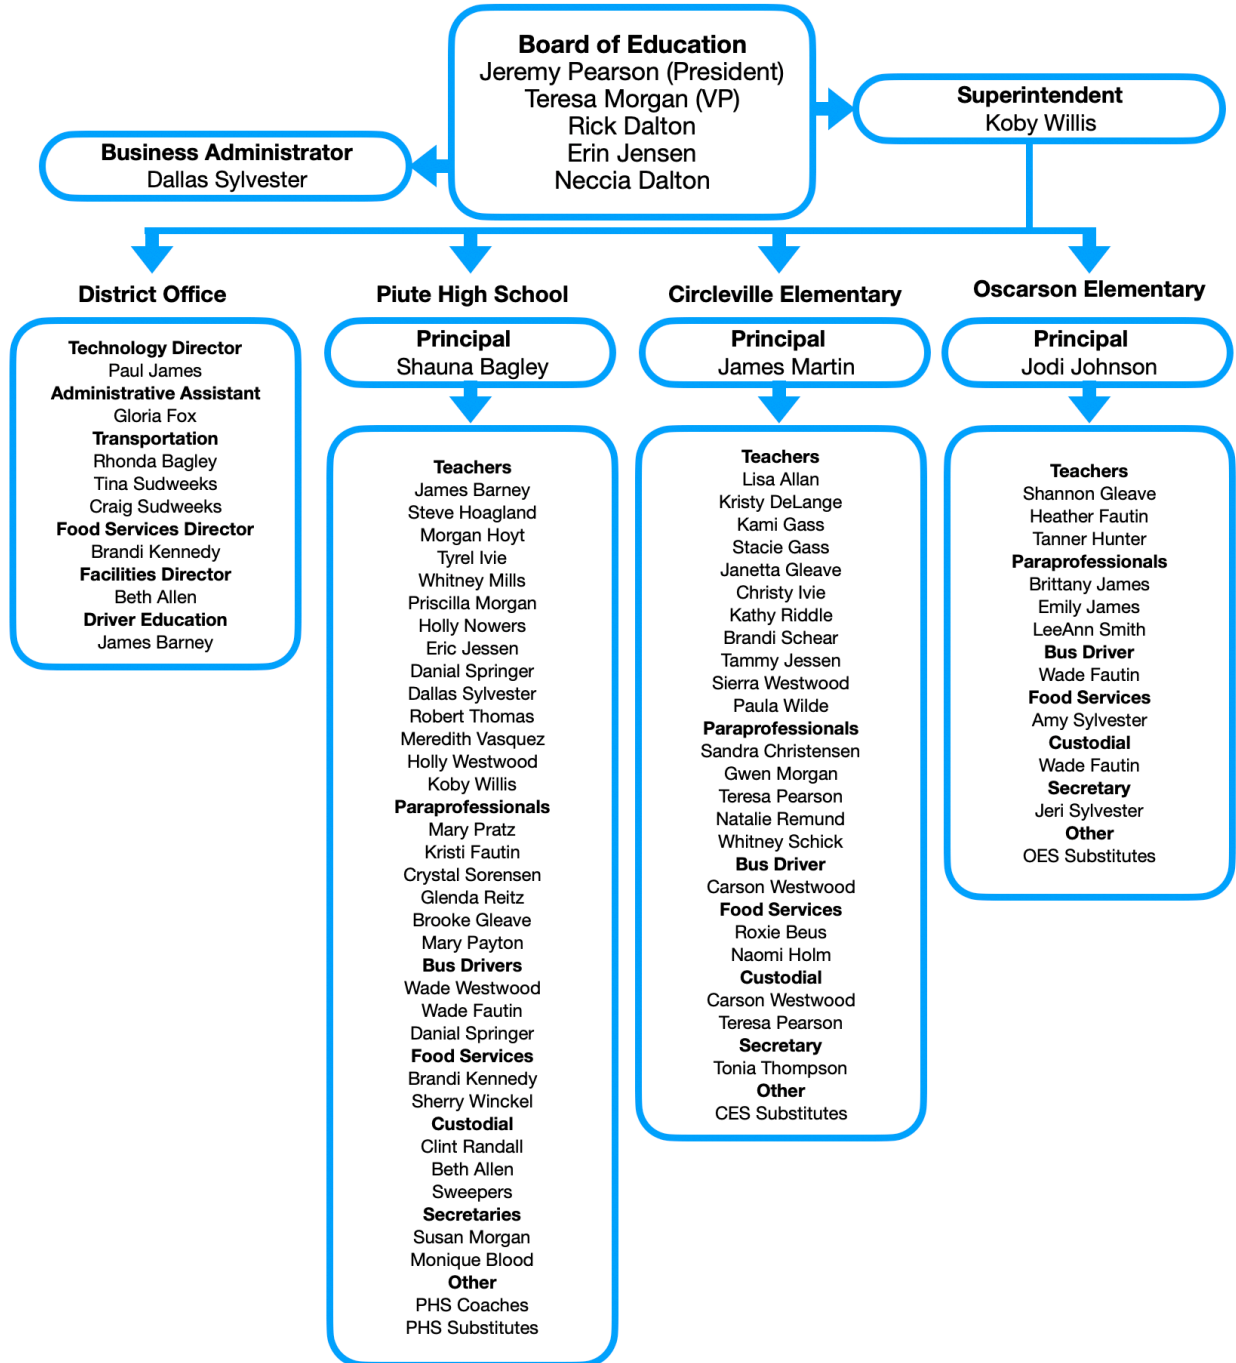 Board of Education
Jeremy Pearson (President)
Teresa Morgan (VP)
Rick Dalton
Erin Jensen
Neccia Dalton
Superintendent
Koby Willis
Business Administrator
Dallas Sylvester
District Office
Technology Director
Paul James
Administrative Assistant
Gloria Fox
Transportation
Rhonda Bagley
Tina Sudweeks
Craig Sudweeks
Food Services Director
Brandi Kennedy
Facilities Director
Beth Allen
Driver Education
James Barney
Piute High School
Principal
Shauna Bagley
Teachers
James Barney
Steve Hoagland
Morgan Hoyt
Tyrel Ivie
Whitney Mills
Priscilla Morgan
Holly Nowers
Eric Jessen
Danial Springer
Dallas Sylvester
Robert Thomas
Meredith Vasquez
Holly Westwood
Koby Willis
Paraprofessionals
Mary Pratz
Kristi Fautin
Crystal Sorensen
Glenda Reitz
Brooke Gleave
Mary Payton
Bus Drivers
Wade Westwood
Wade Fautin
Danial Springer
Food Services
Brandi Kennedy
Sherry Winckel
Custodial
Clint Randall
Beth Allen
Sweepers
Secretaries
Susan Morgan
Monique Blood
Other
PHS Coaches
PHS Substitutes
Circleville Elementary
Principal
James Martin
Teachers
Lisa Allan
Kristy DeLange
Kami Gass
Stacie Gass
Janetta Gleave
Christy Ivie
Kathy Riddle
Brandi Schear
Tammy Jessen
Sierra Westwood
Paula Wilde
Paraprofessionals
Sandra Christensen
Gwen Morgan
Teresa Pearson
Natalie Remund
Whitney Schick
Bus Driver
Carson Westwood
Food Services
Roxie Beus
Naomi Holm
Custodial
Carson Westwood
Teresa Pearson
Secretary
Tonia Thompson
Other
CES Substitutes
Oscarson Elementary
Principal
Jodi Johnson
Teachers
Shannon Gleave
Heather Fautin
Tanner Hunter
Paraprofessionals
Brittany James
Emily James
LeeAnn Smith
Bus Driver
Wade Fautin
Food Services
Amy Sylvester
Custodial
Wade Fautin
Secretary
Jeri Sylvester
Other
OES Substitutes